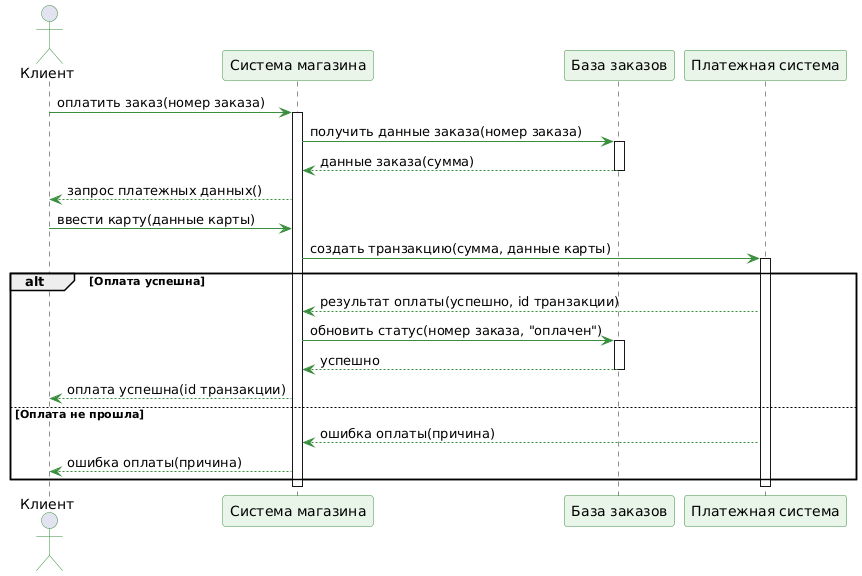 Клиент
Система магазина
База заказов
Платежная система
оплатить заказ(номер заказа)
получить данные заказа(номер заказа)
данные заказа(сумма)
запрос платежных данных()
ввести карту(данные карты)
создать транзакцию(сумма, данные карты)
alt
[Оплата успешна]
результат оплаты(успешно, id транзакции)
обновить статус(номер заказа, "оплачен")
успешно
оплата успешна(id транзакции)
[Оплата не прошла]
ошибка оплаты(причина)
ошибка оплаты(причина)
Клиент
Система магазина
База заказов
Платежная система